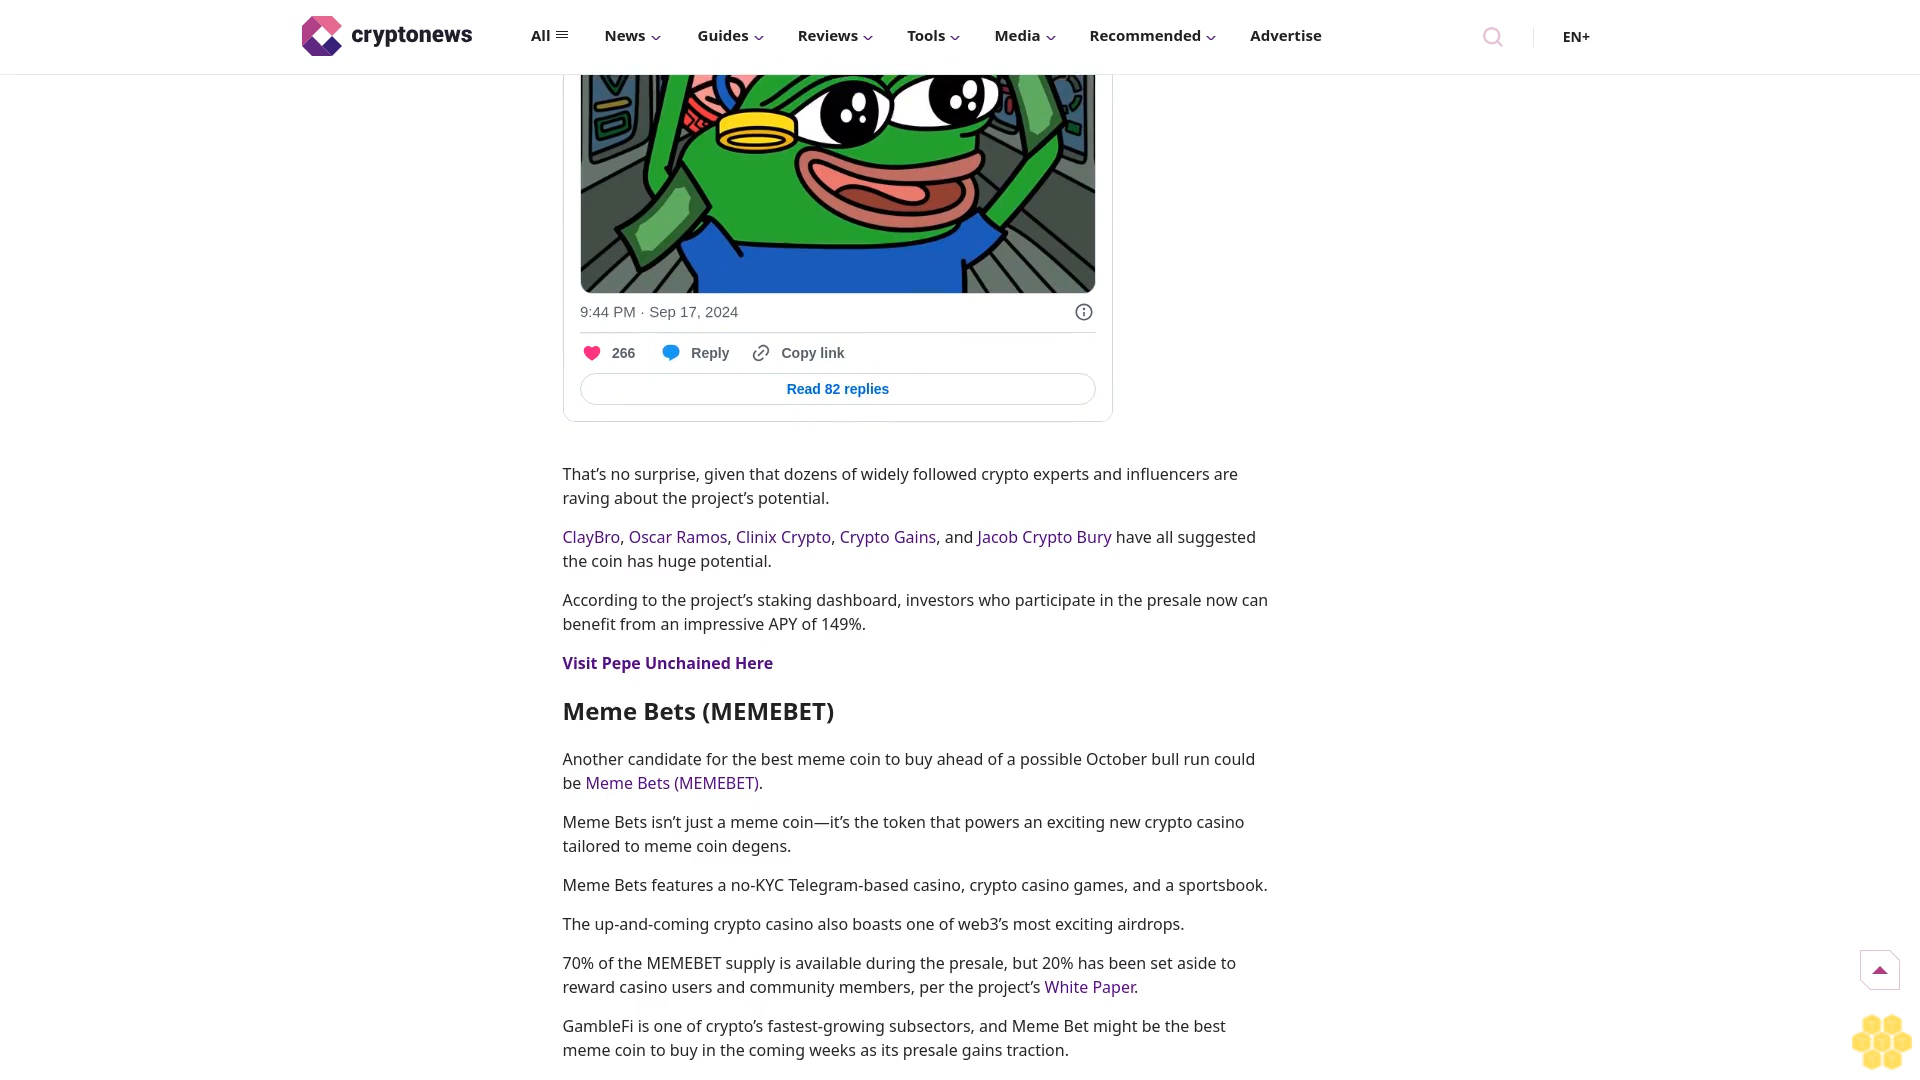 cryptonews
All News Guides Reviews Tools Media Recommended Advertise EN+
9:44 PM · Sep 17, 2024
266 Reply Copy link
Read 82 replies
That’s no surprise, given that dozens of widely followed crypto experts and influencers are
raving about the project’s potential.
ClayBro, Oscar Ramos, Clinix Crypto, Crypto Gains, and Jacob Crypto Bury have all suggested
the coin has huge potential.
According to the project’s staking dashboard, investors who participate in the presale now can
benefit from an impressive APY of 149%.
Visit Pepe Unchained Here
Meme Bets (MEMEBET)
Another candidate for the best meme coin to buy ahead of a possible October bull run could
be Meme Bets (MEMEBET).
Meme Bets isn’t just a meme coin—it’s the token that powers an exciting new crypto casino
tailored to meme coin degens.
Meme Bets features a no-KYC Telegram-based casino, crypto casino games, and a sportsbook.
The up-and-coming crypto casino also boasts one of web3’s most exciting airdrops.
70% of the MEMEBET supply is available during the presale, but 20% has been set aside to
reward casino users and community members, per the project’s White Paper.
GambleFi is one of crypto’s fastest-growing subsectors, and Meme Bet might be the best
meme coin to buy in the coming weeks as its presale gains traction.